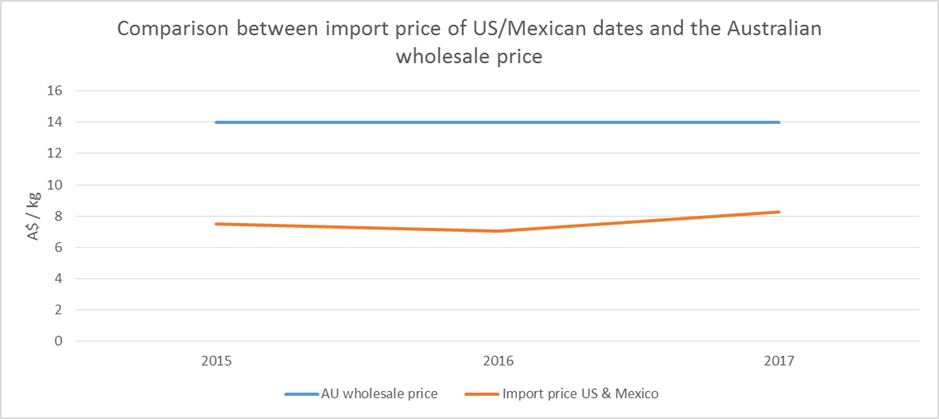 Comparison between import price of US/Mexican dates and the Australian
wholesale price
16
14
12
10
8
6
4
2
0
A$ / kg
2015 2016 2017
AU wholesale price Import price US & Mexico